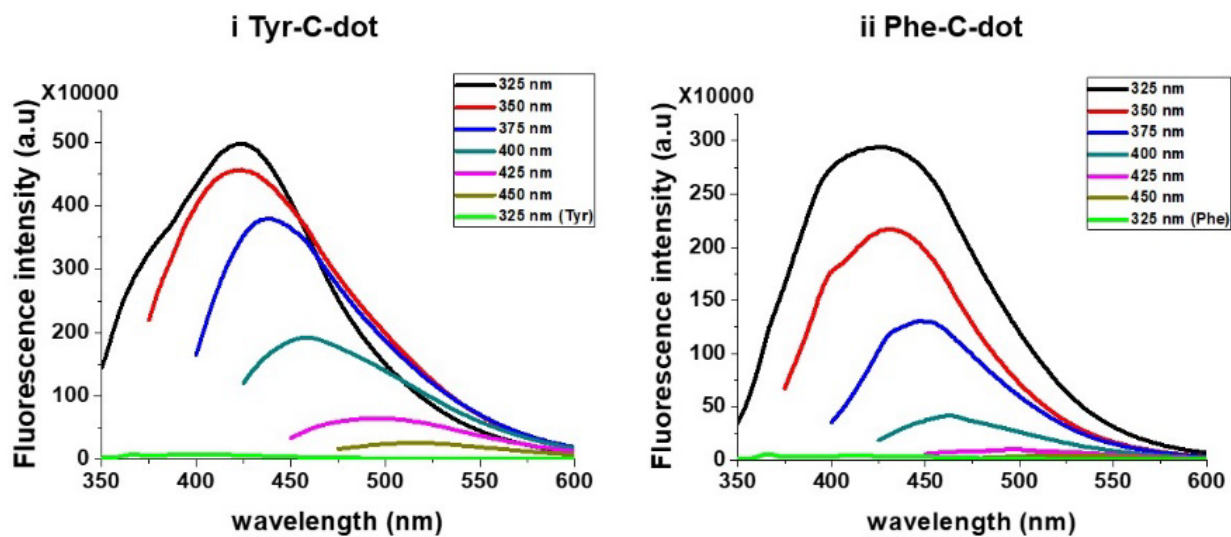 i Tyr-C-dot
X10000
Fluorescence intensity (a.u)
500
400
300
200
100
0
350
400
450
500
550
600
wavelength (nm)
325 nm
350 nm
375 nm
400 nm
425 nm
450 nm
325 nm (Tyr)
ii Phe-C-dot
X10000
Fluorescence intensity (a.u)
300
250
200
150
100
50
0
350
400
450
500
550
600
wavelength (nm)
325 nm
350 nm
375 nm
400 nm
425 nm
450 nm
325 nm (Phe)